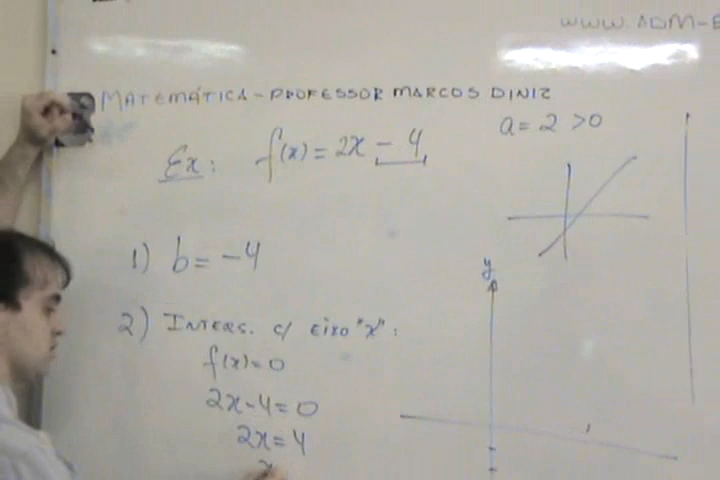 WWW.ADM-E
MATEMÁTICA - PROFESSOR MARCOS DINIZ
a = 2 > 0
Ex: f(x) = 2x - 4
1) b = -4
y
2) INTERS. C/ EIXO "X":
f(x) = 0
2x - 4 = 0
2x = 4
x